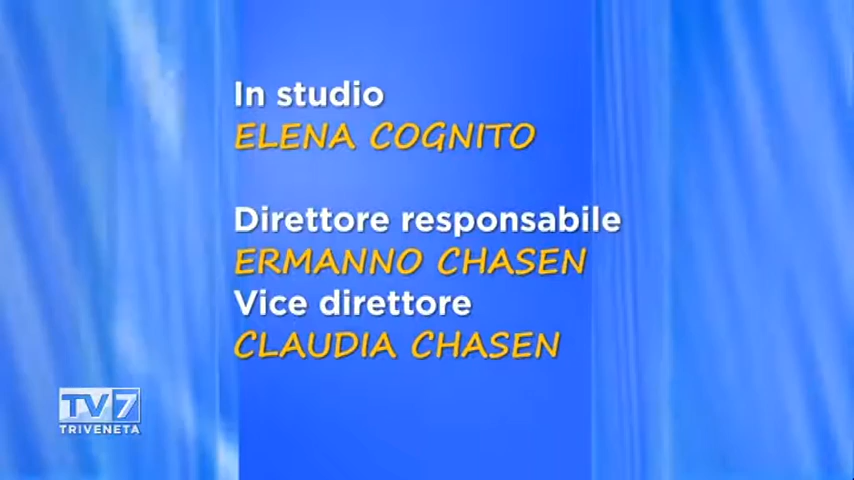 In studio
ELENA COGNITO
Direttore responsabile
ERMANNO CHASEN
Vice direttore
CLAUDIA CHASEN
TV7
TRIVENETA